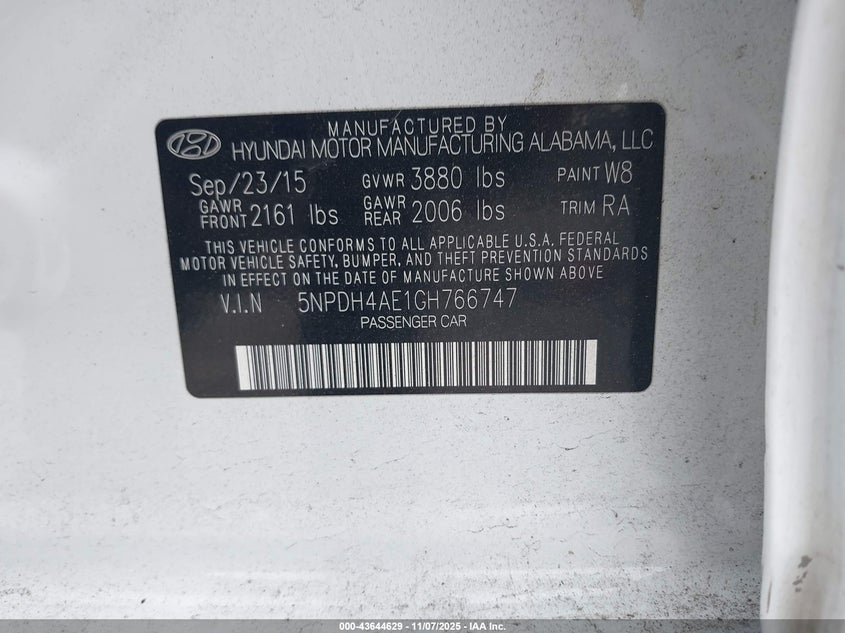 MANUFACTURED BY
HYUNDAI MOTOR MANUFACTURING ALABAMA, LLC
Sep/23/15 GVWR 3880 lbs PAINT W8
GAWR FRONT 2161 lbs GAWR REAR 2006 lbs TRIM RA
THIS VEHICLE CONFORMS TO ALL APPLICABLE U.S.A. FEDERAL
MOTOR VEHICLE SAFETY, BUMPER, AND THEFT PREVENTION STANDARDS
IN EFFECT ON THE DATE OF MANUFACTURE SHOWN ABOVE
V.I.N 5NPDH4AE1GH766747
PASSENGER CAR
000-43644629 - 11/07/2025 - IAA Inc.